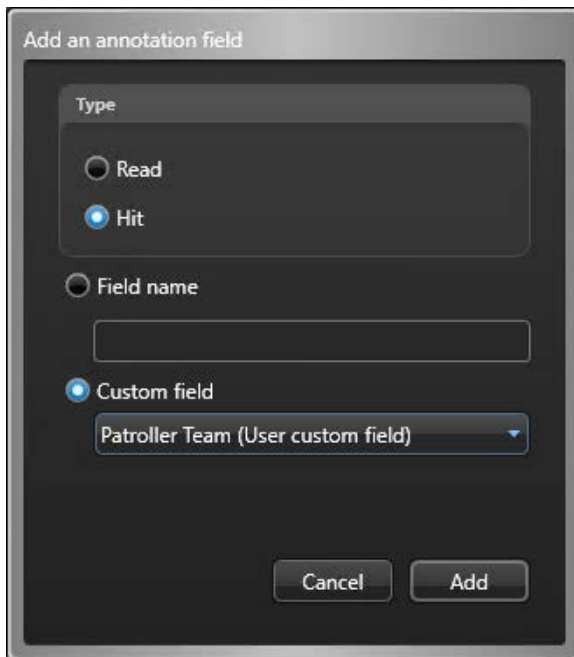 Add an annotation field
Type
Read
Hit
Field name
Custom field
Patroller Team (User custom field)
Cancel Add